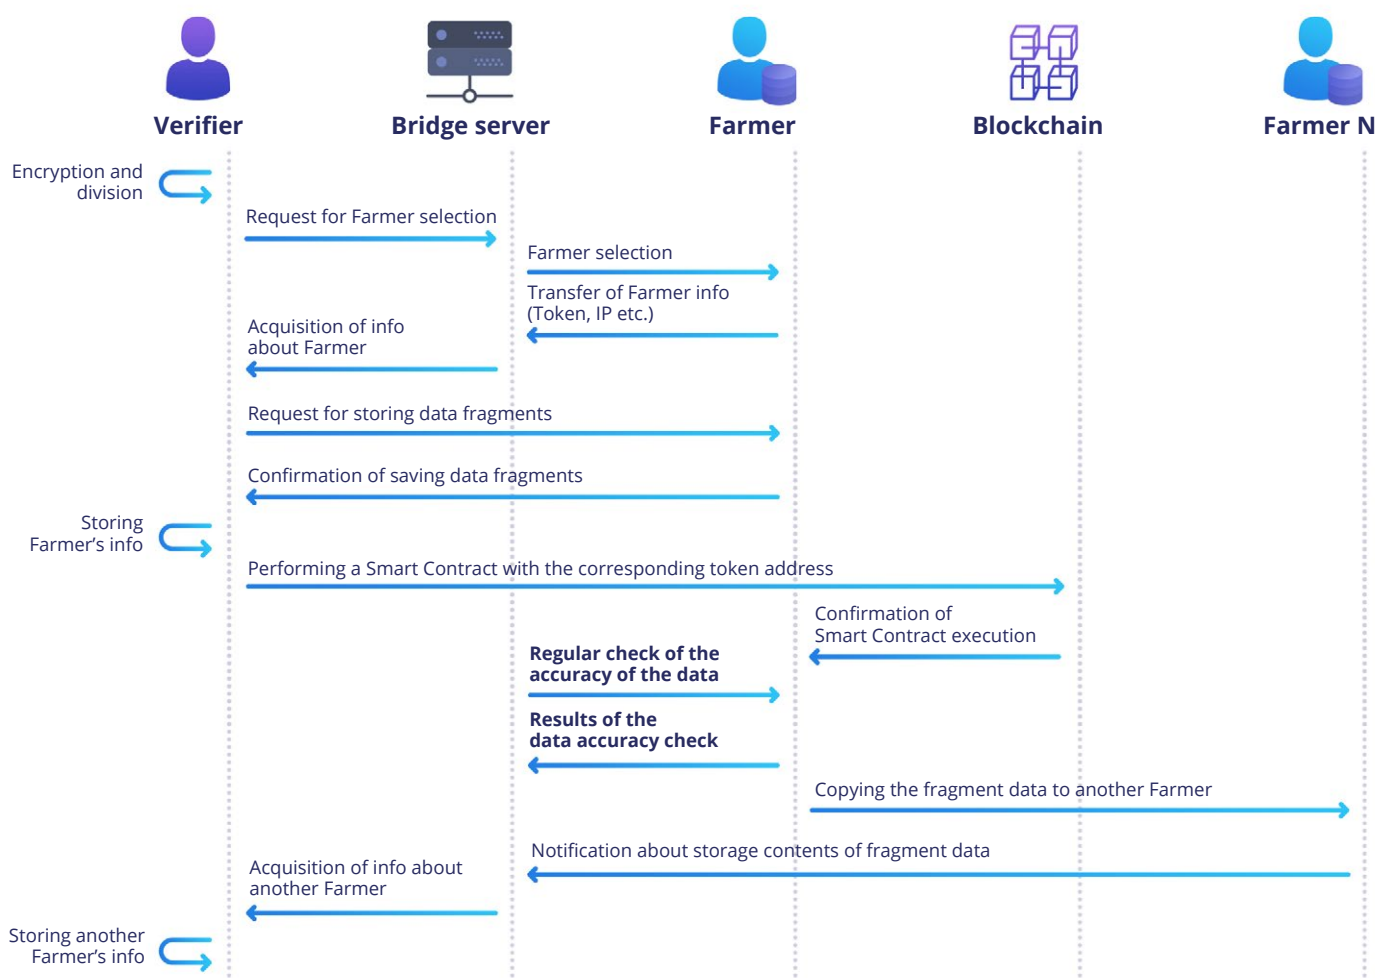 Verifier
Bridge server
Farmer
Blockchain
Farmer N
Encryption and
division
Request for Farmer selection
Farmer selection
Transfer of Farmer info
(Token, IP etc.)
Acquisition of info
about Farmer
Request for storing data fragments
Confirmation of saving data fragments
Storing
Farmer's info
Performing a Smart Contract with the corresponding token address
Confirmation of
Smart Contract execution
Regular check of the
accuracy of the data
Results of the
data accuracy check
Copying the fragment data to another Farmer
Notification about storage contents of fragment data
Acquisition of info about
another Farmer
Storing another
Farmer's info